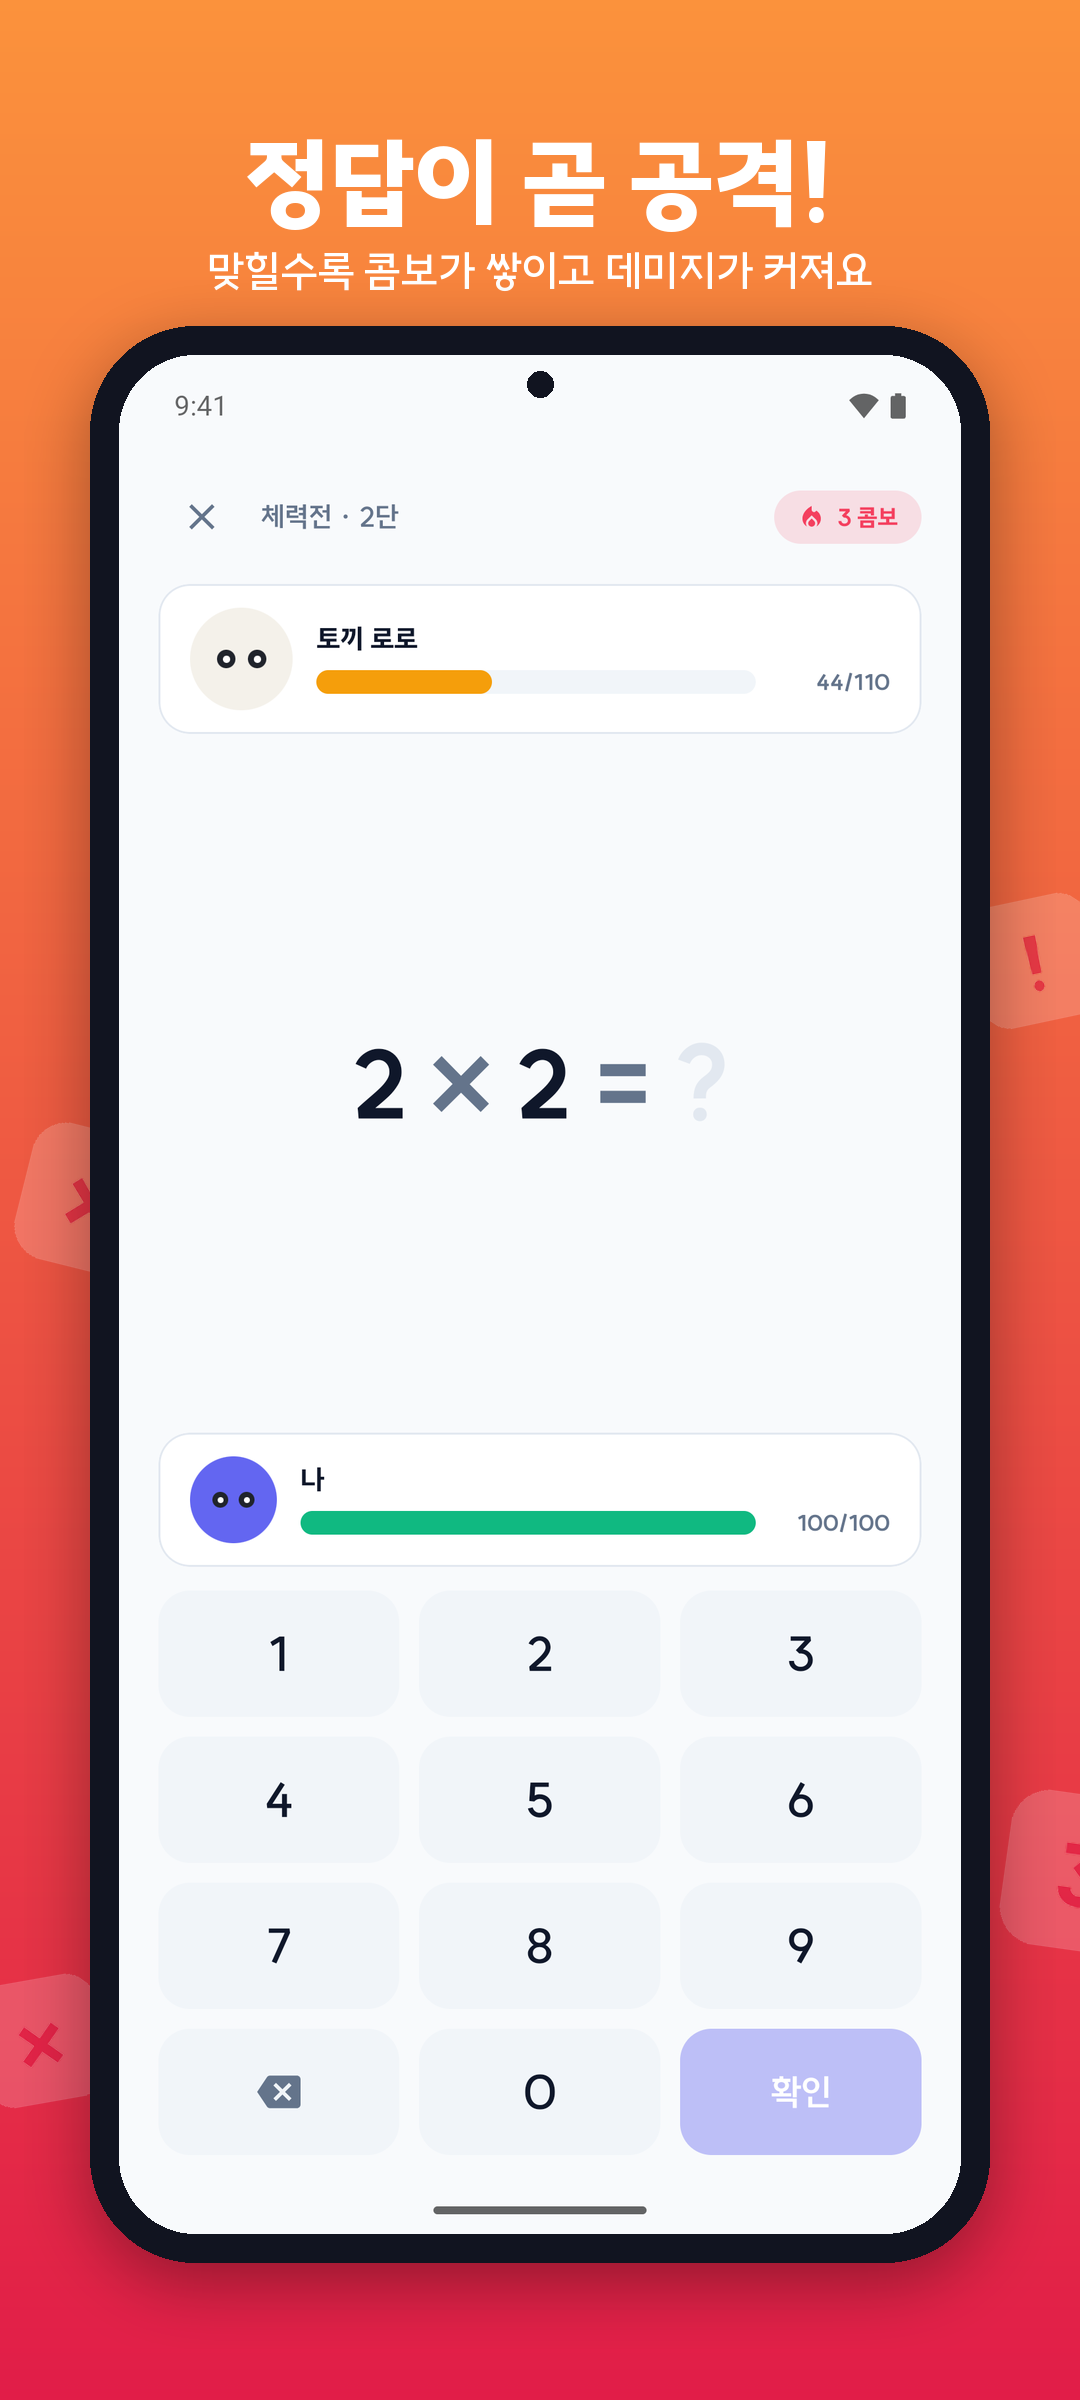 정답이 곧 공격!
맞힐수록 콤보가 쌓이고 데미지가 커져요
9:41
체력전 · 2단
3 콤보
토끼 로로
44/110
!
2 × 2 = ?
×
나
100/100
1 2 3
4 5 6
3
7 8 9
×
0 확인